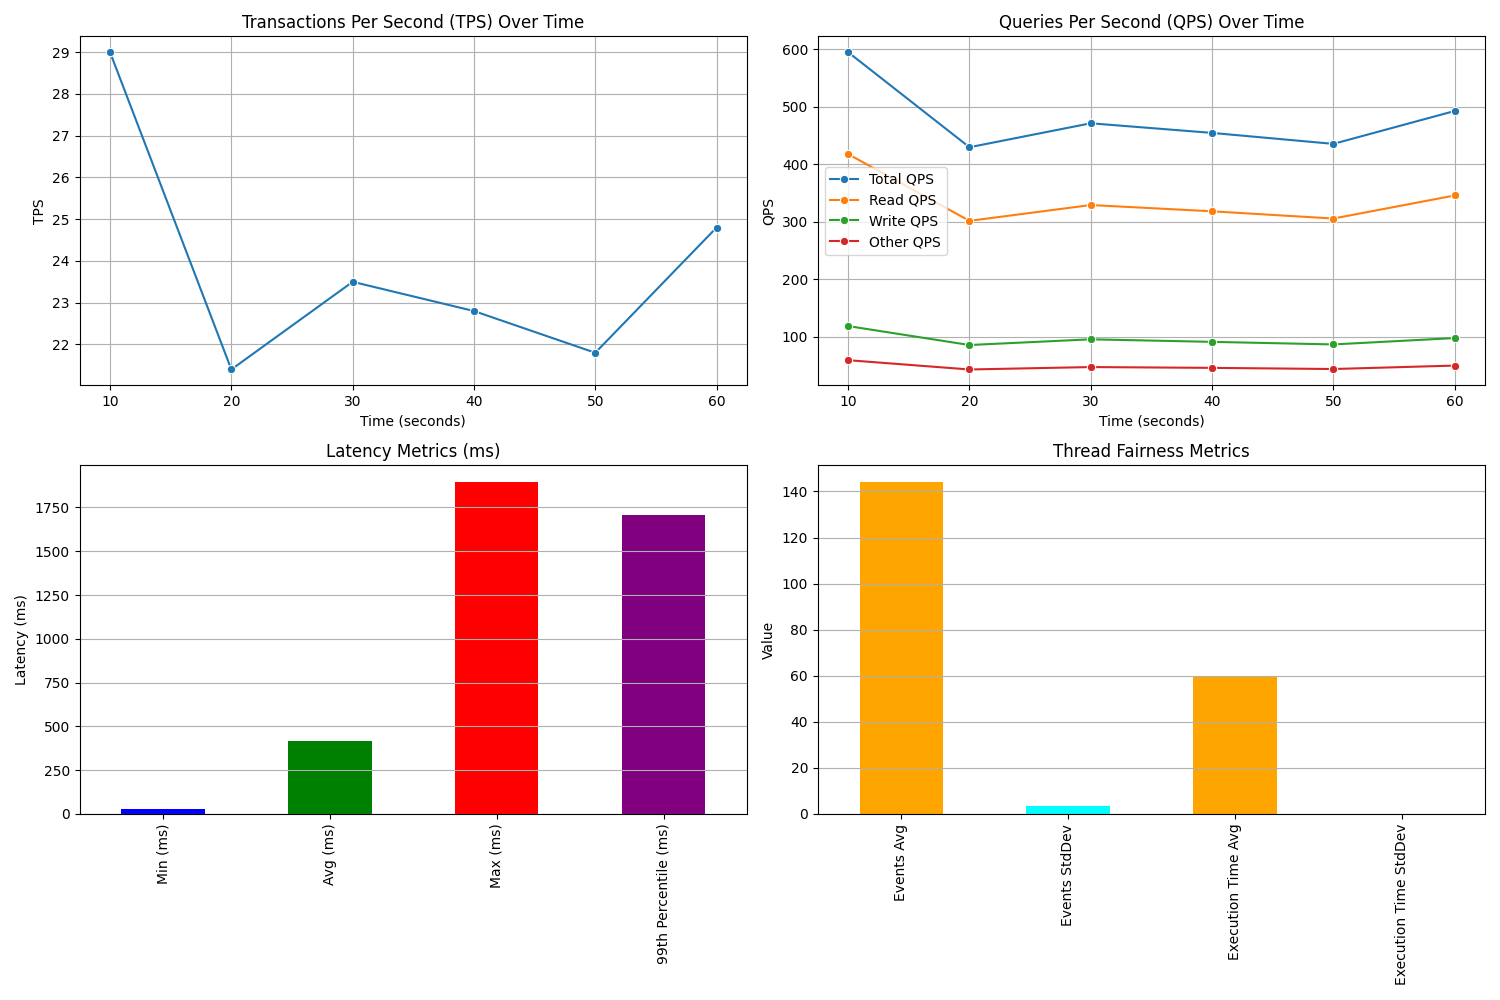 Transactions Per Second (TPS) Over Time
29
28
27
26
25
24
23
22
TPS
10 20 30 40 50 60
Time (seconds)
Queries Per Second (QPS) Over Time
600
500
400
300
200
100
QPS
Total QPS
Read QPS
Write QPS
Other QPS
10 20 30 40 50 60
Time (seconds)
Latency Metrics (ms)
1750
1500
1250
1000
750
500
250
0
Latency (ms)
Min (ms)
Avg (ms)
Max (ms)
99th Percentile (ms)
Thread Fairness Metrics
140
120
100
80
60
40
20
0
Value
Events Avg
Events StdDev
Execution Time Avg
Execution Time StdDev